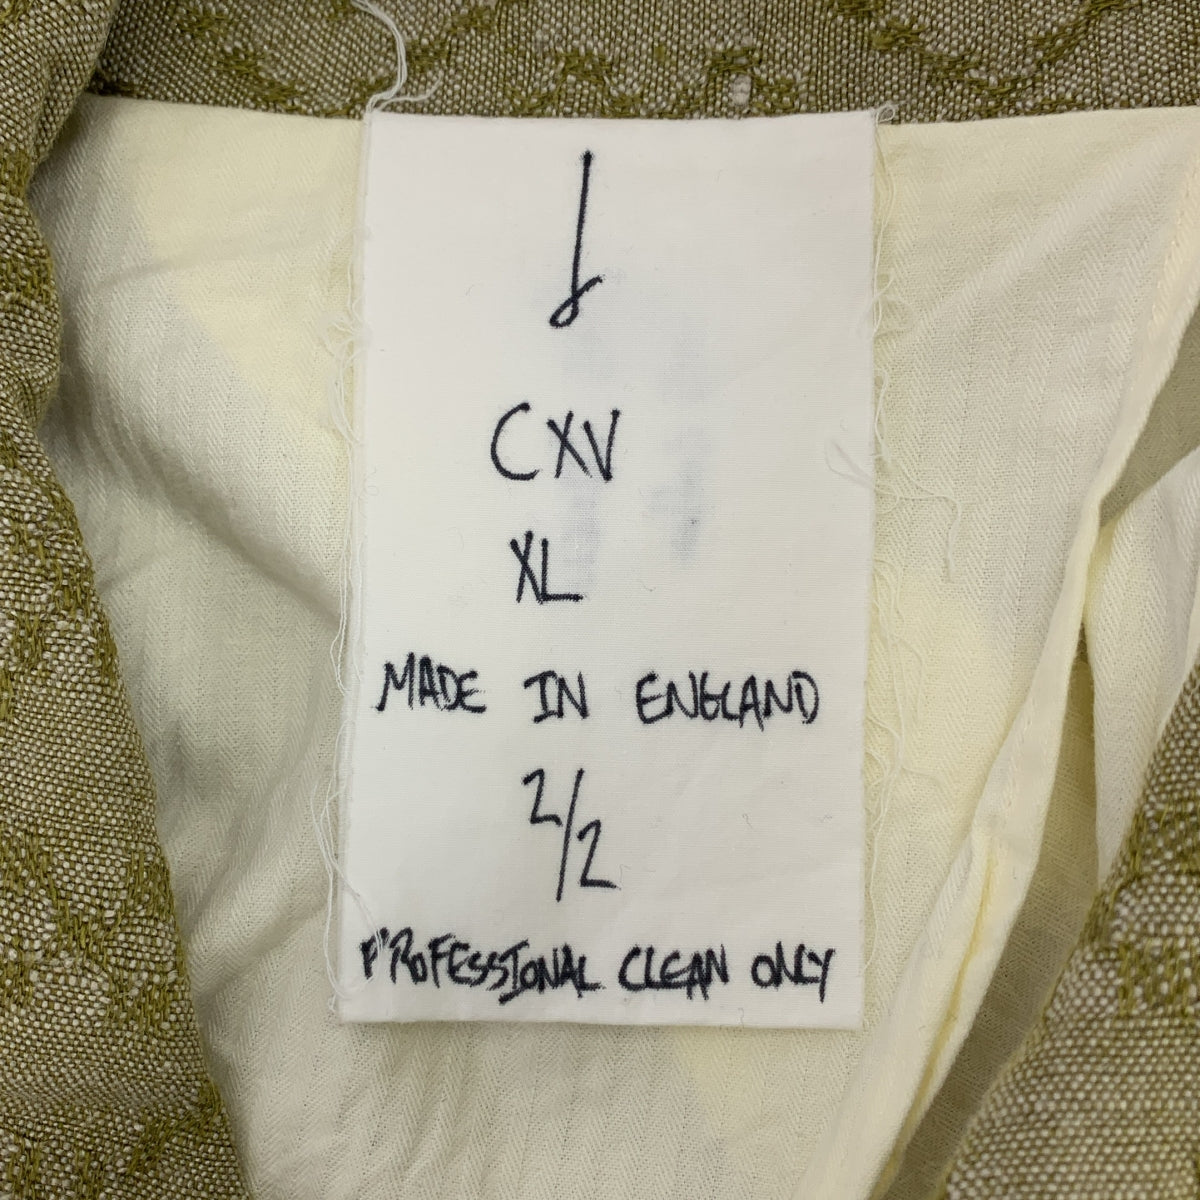 CXV
XL
MADE IN ENGLAND
2/2
PROFESSIONAL CLEAN ONLY